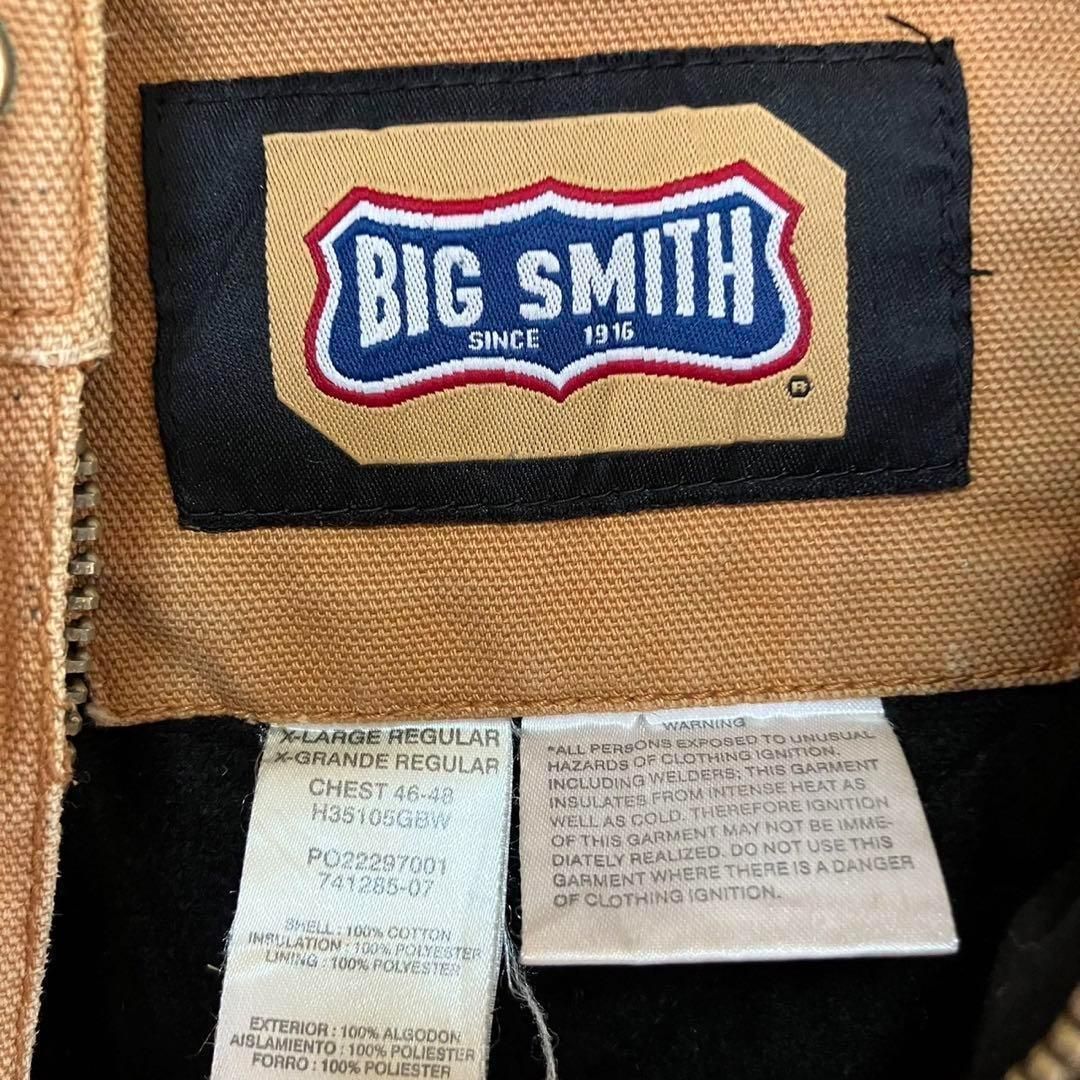 BIG SMITH
SINCE 1916
®
X-LARGE REGULAR
X-GRANDE REGULAR
CHEST 46-48
H35105GBW
PO22297001
741285-07
SHELL : 100% COTTON
INSULATION : 100% POLYESTER
LINING : 100% POLYESTER
EXTERIOR : 100% ALGODON
AISLAMIENTO : 100% POLIESTER
FORRO : 100% POLIESTER
WARNING
*ALL PERSONS EXPOSED TO UNUSUAL
HAZARDS OF CLOTHING IGNITION.
INCLUDING WELDERS; THIS GARMENT
INSULATES FROM INTENSE HEAT AS
WELL AS COLD. THEREFORE IGNITION
OF THIS GARMENT MAY NOT BE IMME-
DIATELY REALIZED. DO NOT USE THIS
GARMENT WHERE THERE IS A DANGER
OF CLOTHING IGNITION.